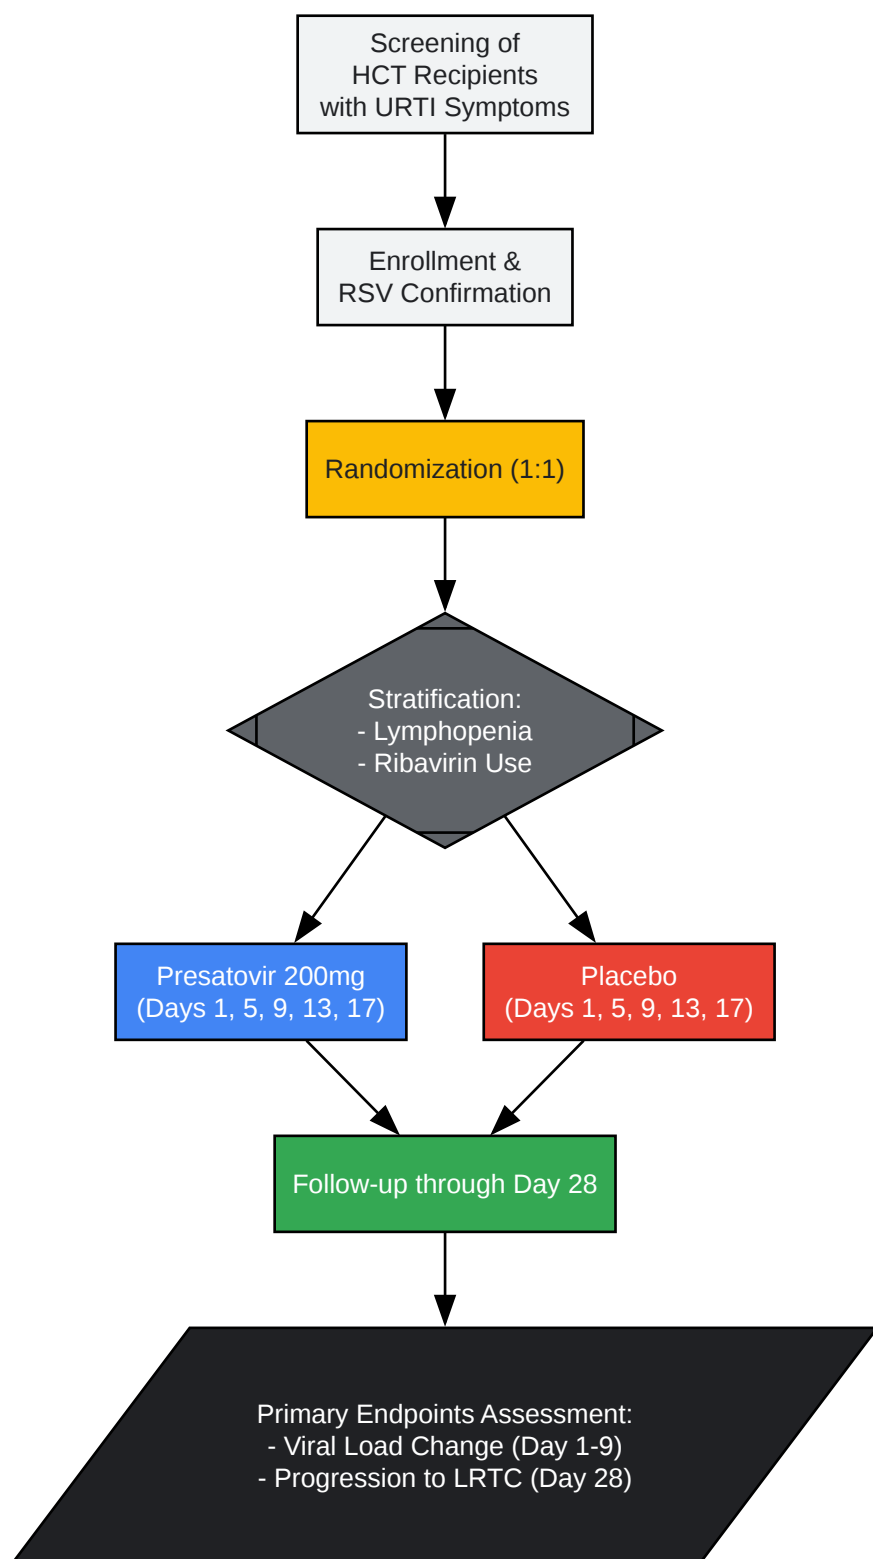 Screening of
HCT Recipients
with URTI Symptoms
Enrollment &
RSV Confirmation
Randomization (1:1)
Stratification:
- Lymphopenia
- Ribavirin Use
Presatovir 200mg
(Days 1, 5, 9, 13, 17)
Placebo
(Days 1, 5, 9, 13, 17)
Follow-up through Day 28
Primary Endpoints Assessment:
- Viral Load Change (Day 1-9)
- Progression to LRTC (Day 28)